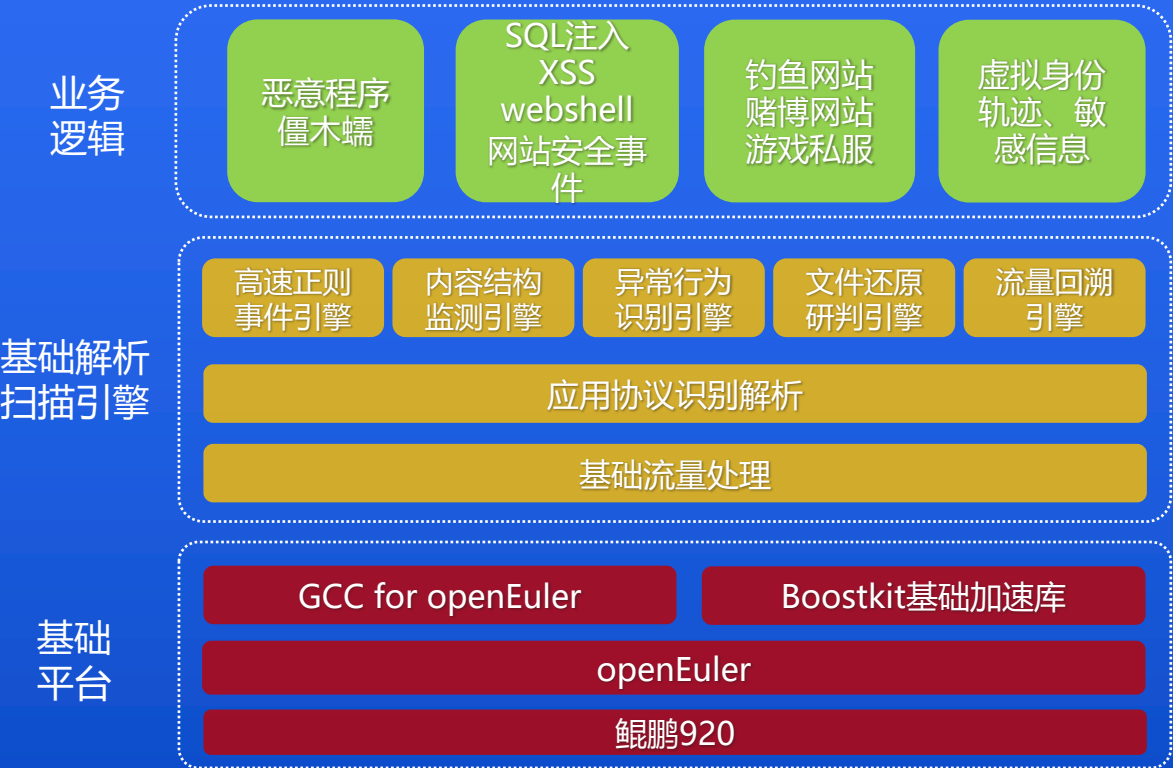 业务
逻辑
恶意程序
僵木蠕
SQL注入
XSS
webshell
网站安全事
件
钓鱼网站
赌博网站
游戏私服
虚拟身份
轨迹、敏
感信息
基础解析
扫描引擎
高速正则
事件引擎
内容结构
监测引擎
异常行为
识别引擎
文件还原
研判引擎
流量回溯
引擎
应用协议识别解析
基础流量处理
基础
平台
GCC for openEuler
Boostkit基础加速库
openEuler
鲲鹏920